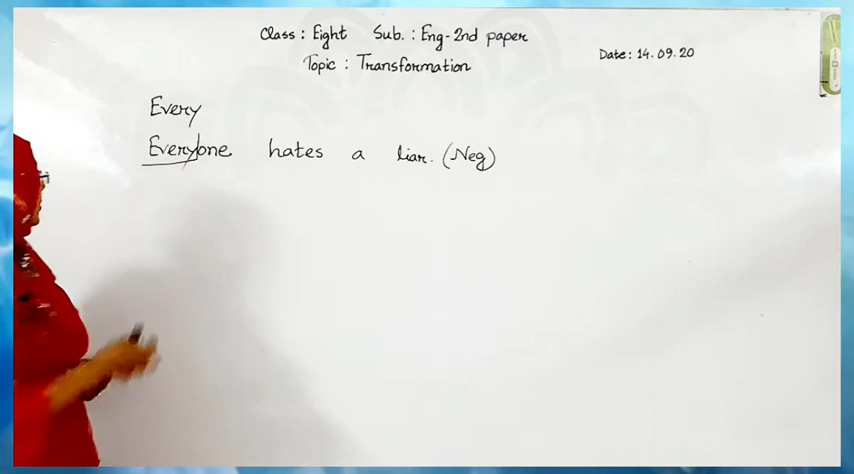 Class : Eight Sub. : Eng-2nd paper
Topic : Transformation
Date: 14.09.20
Every
Everyone hates a liar. (Neg)